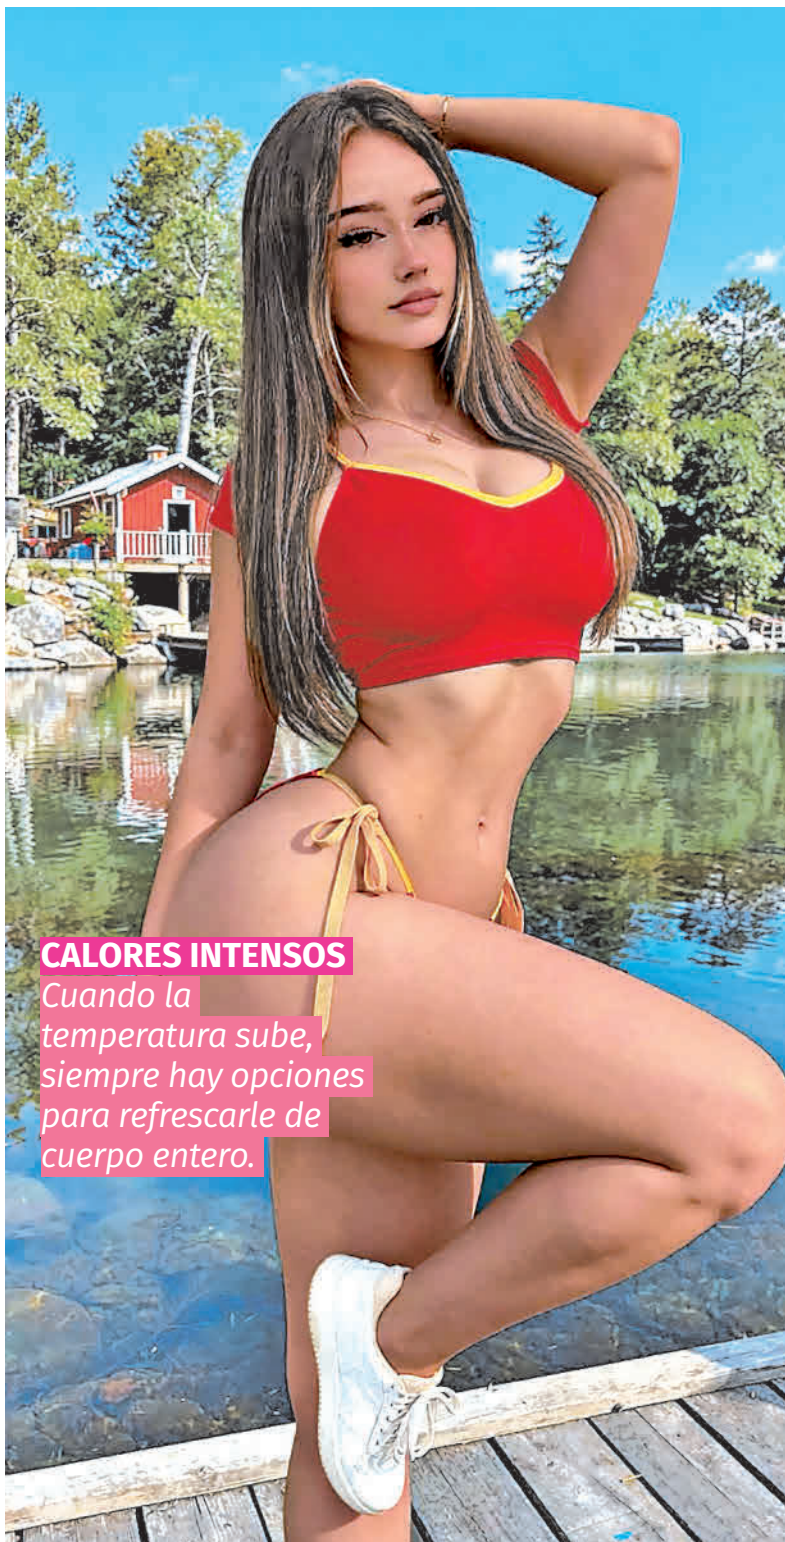 CALORES INTENSOS
Cuando la
temperatura sube,
siempre hay opciones
para refrescarle de
cuerpo entero.